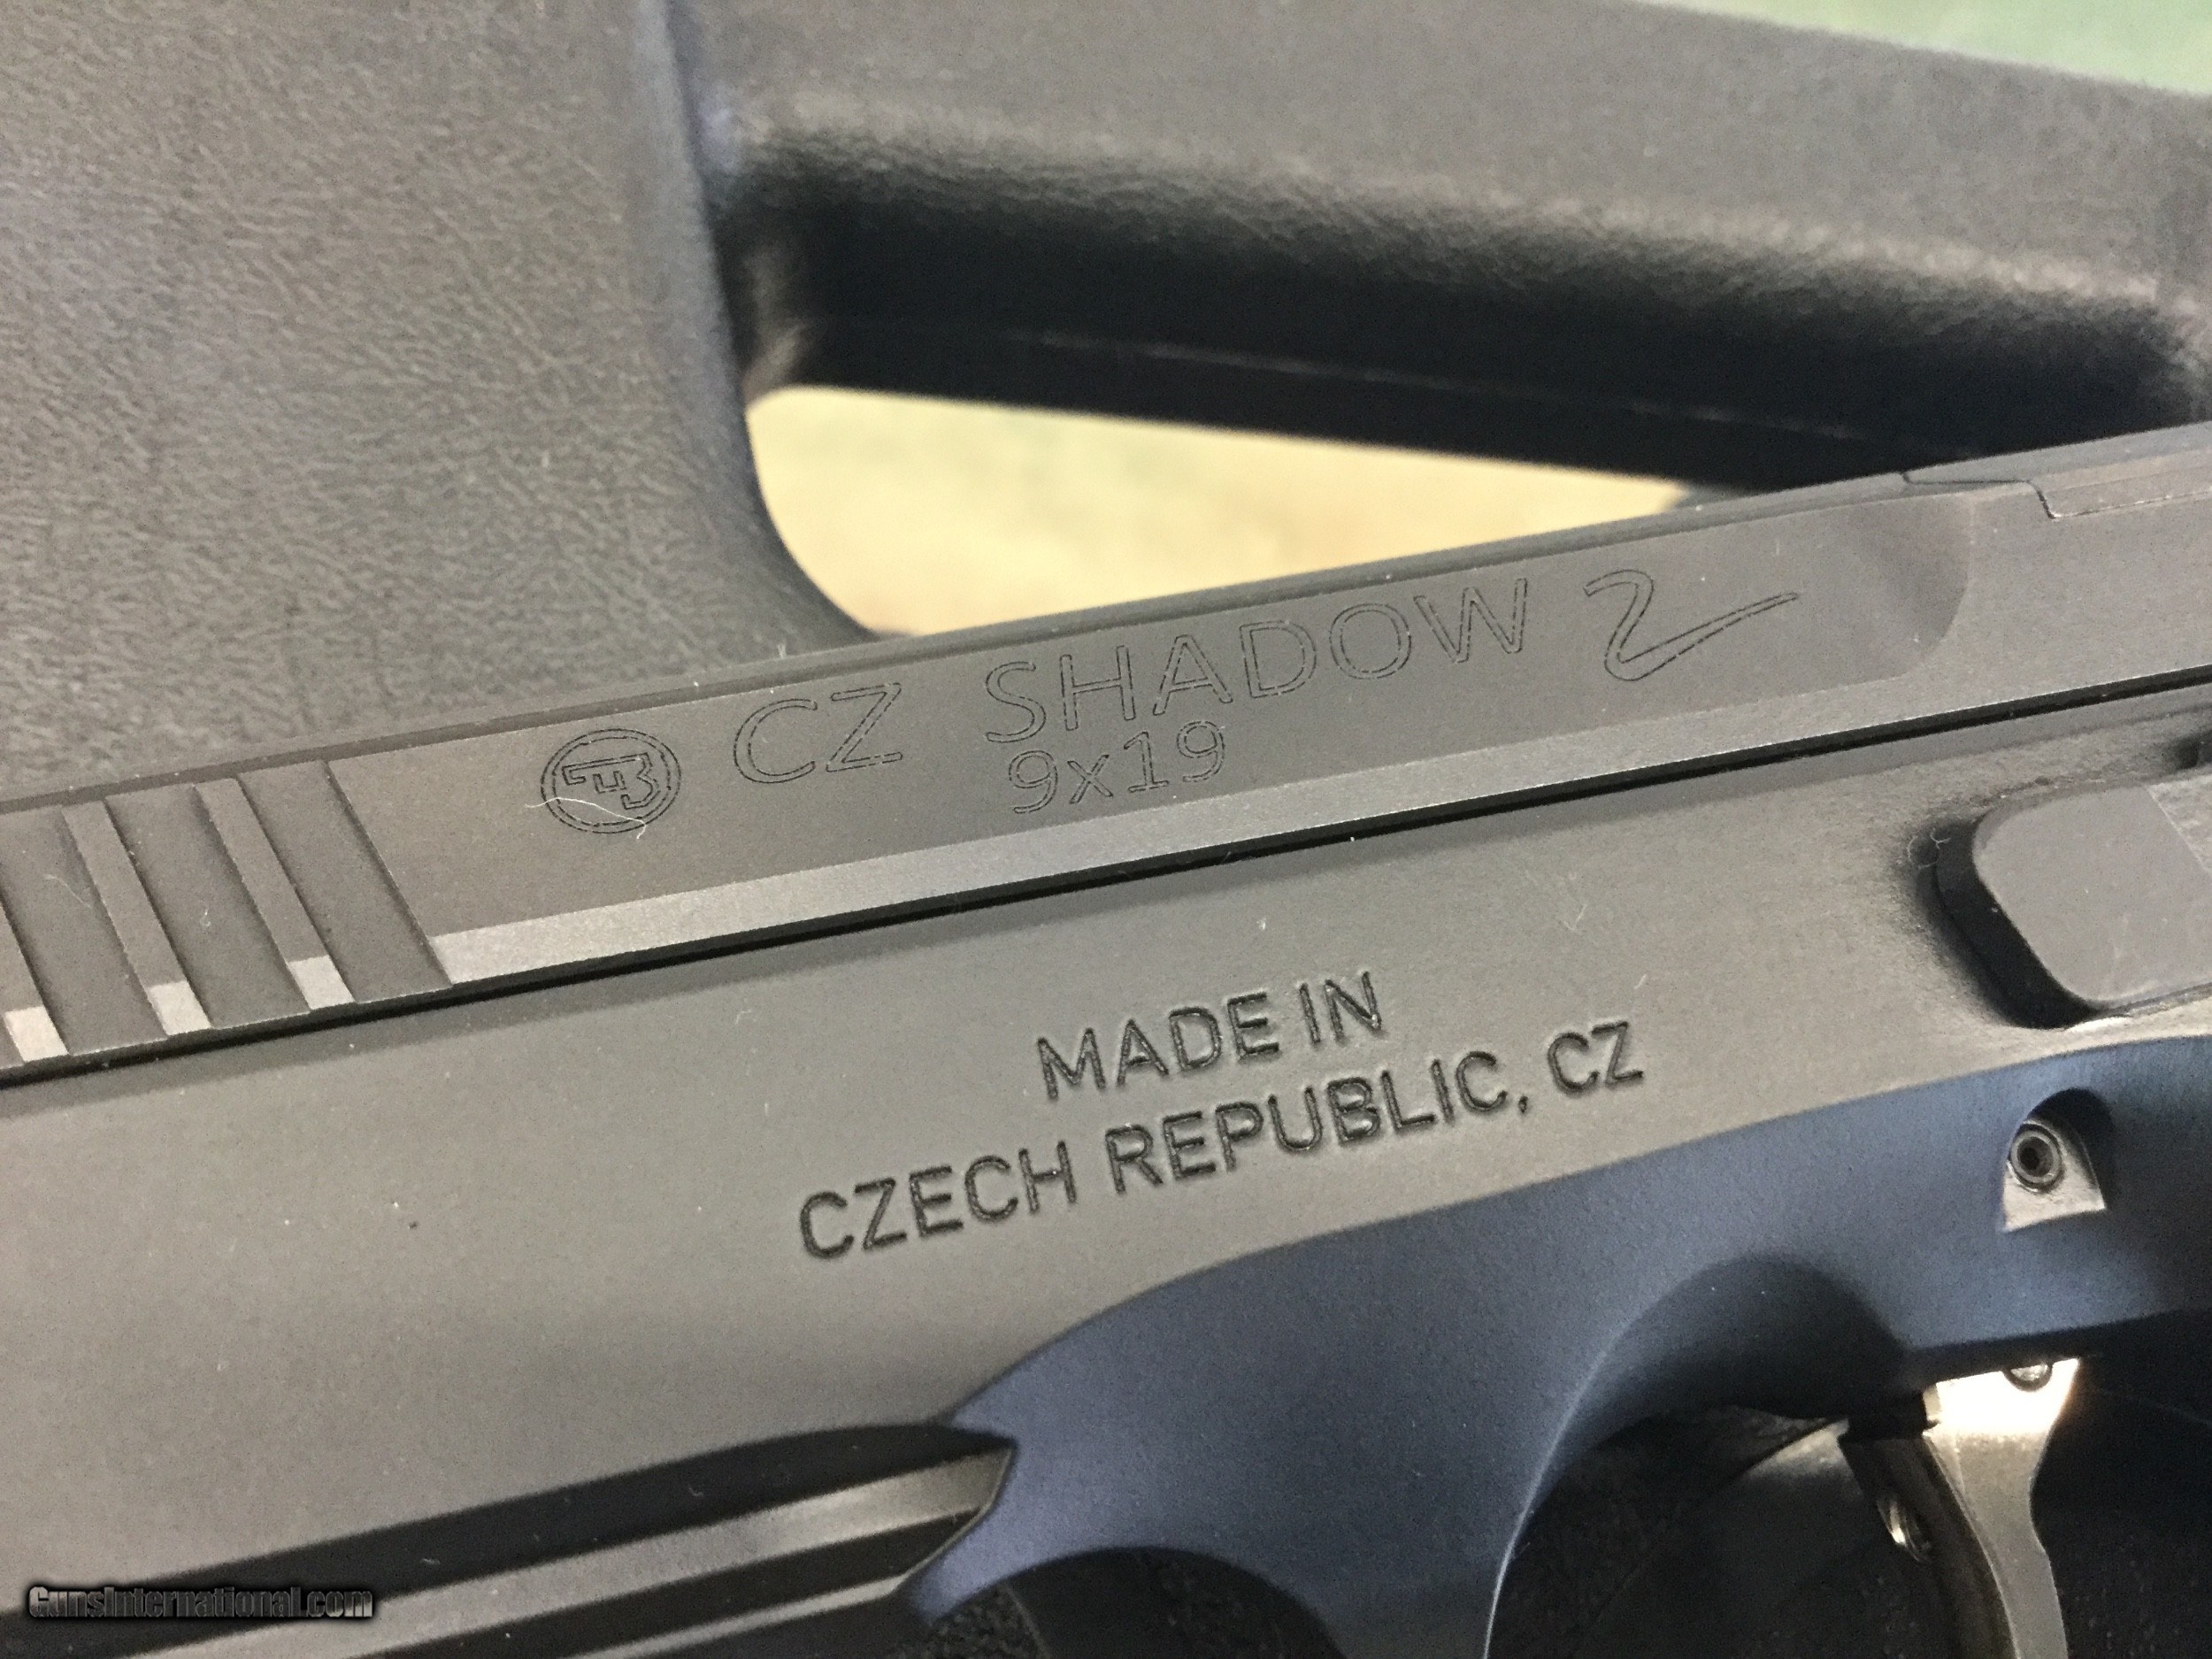 CZ SHADOW 2
9x19
MADE IN
CZECH REPUBLIC, CZ
GunsInternational.com